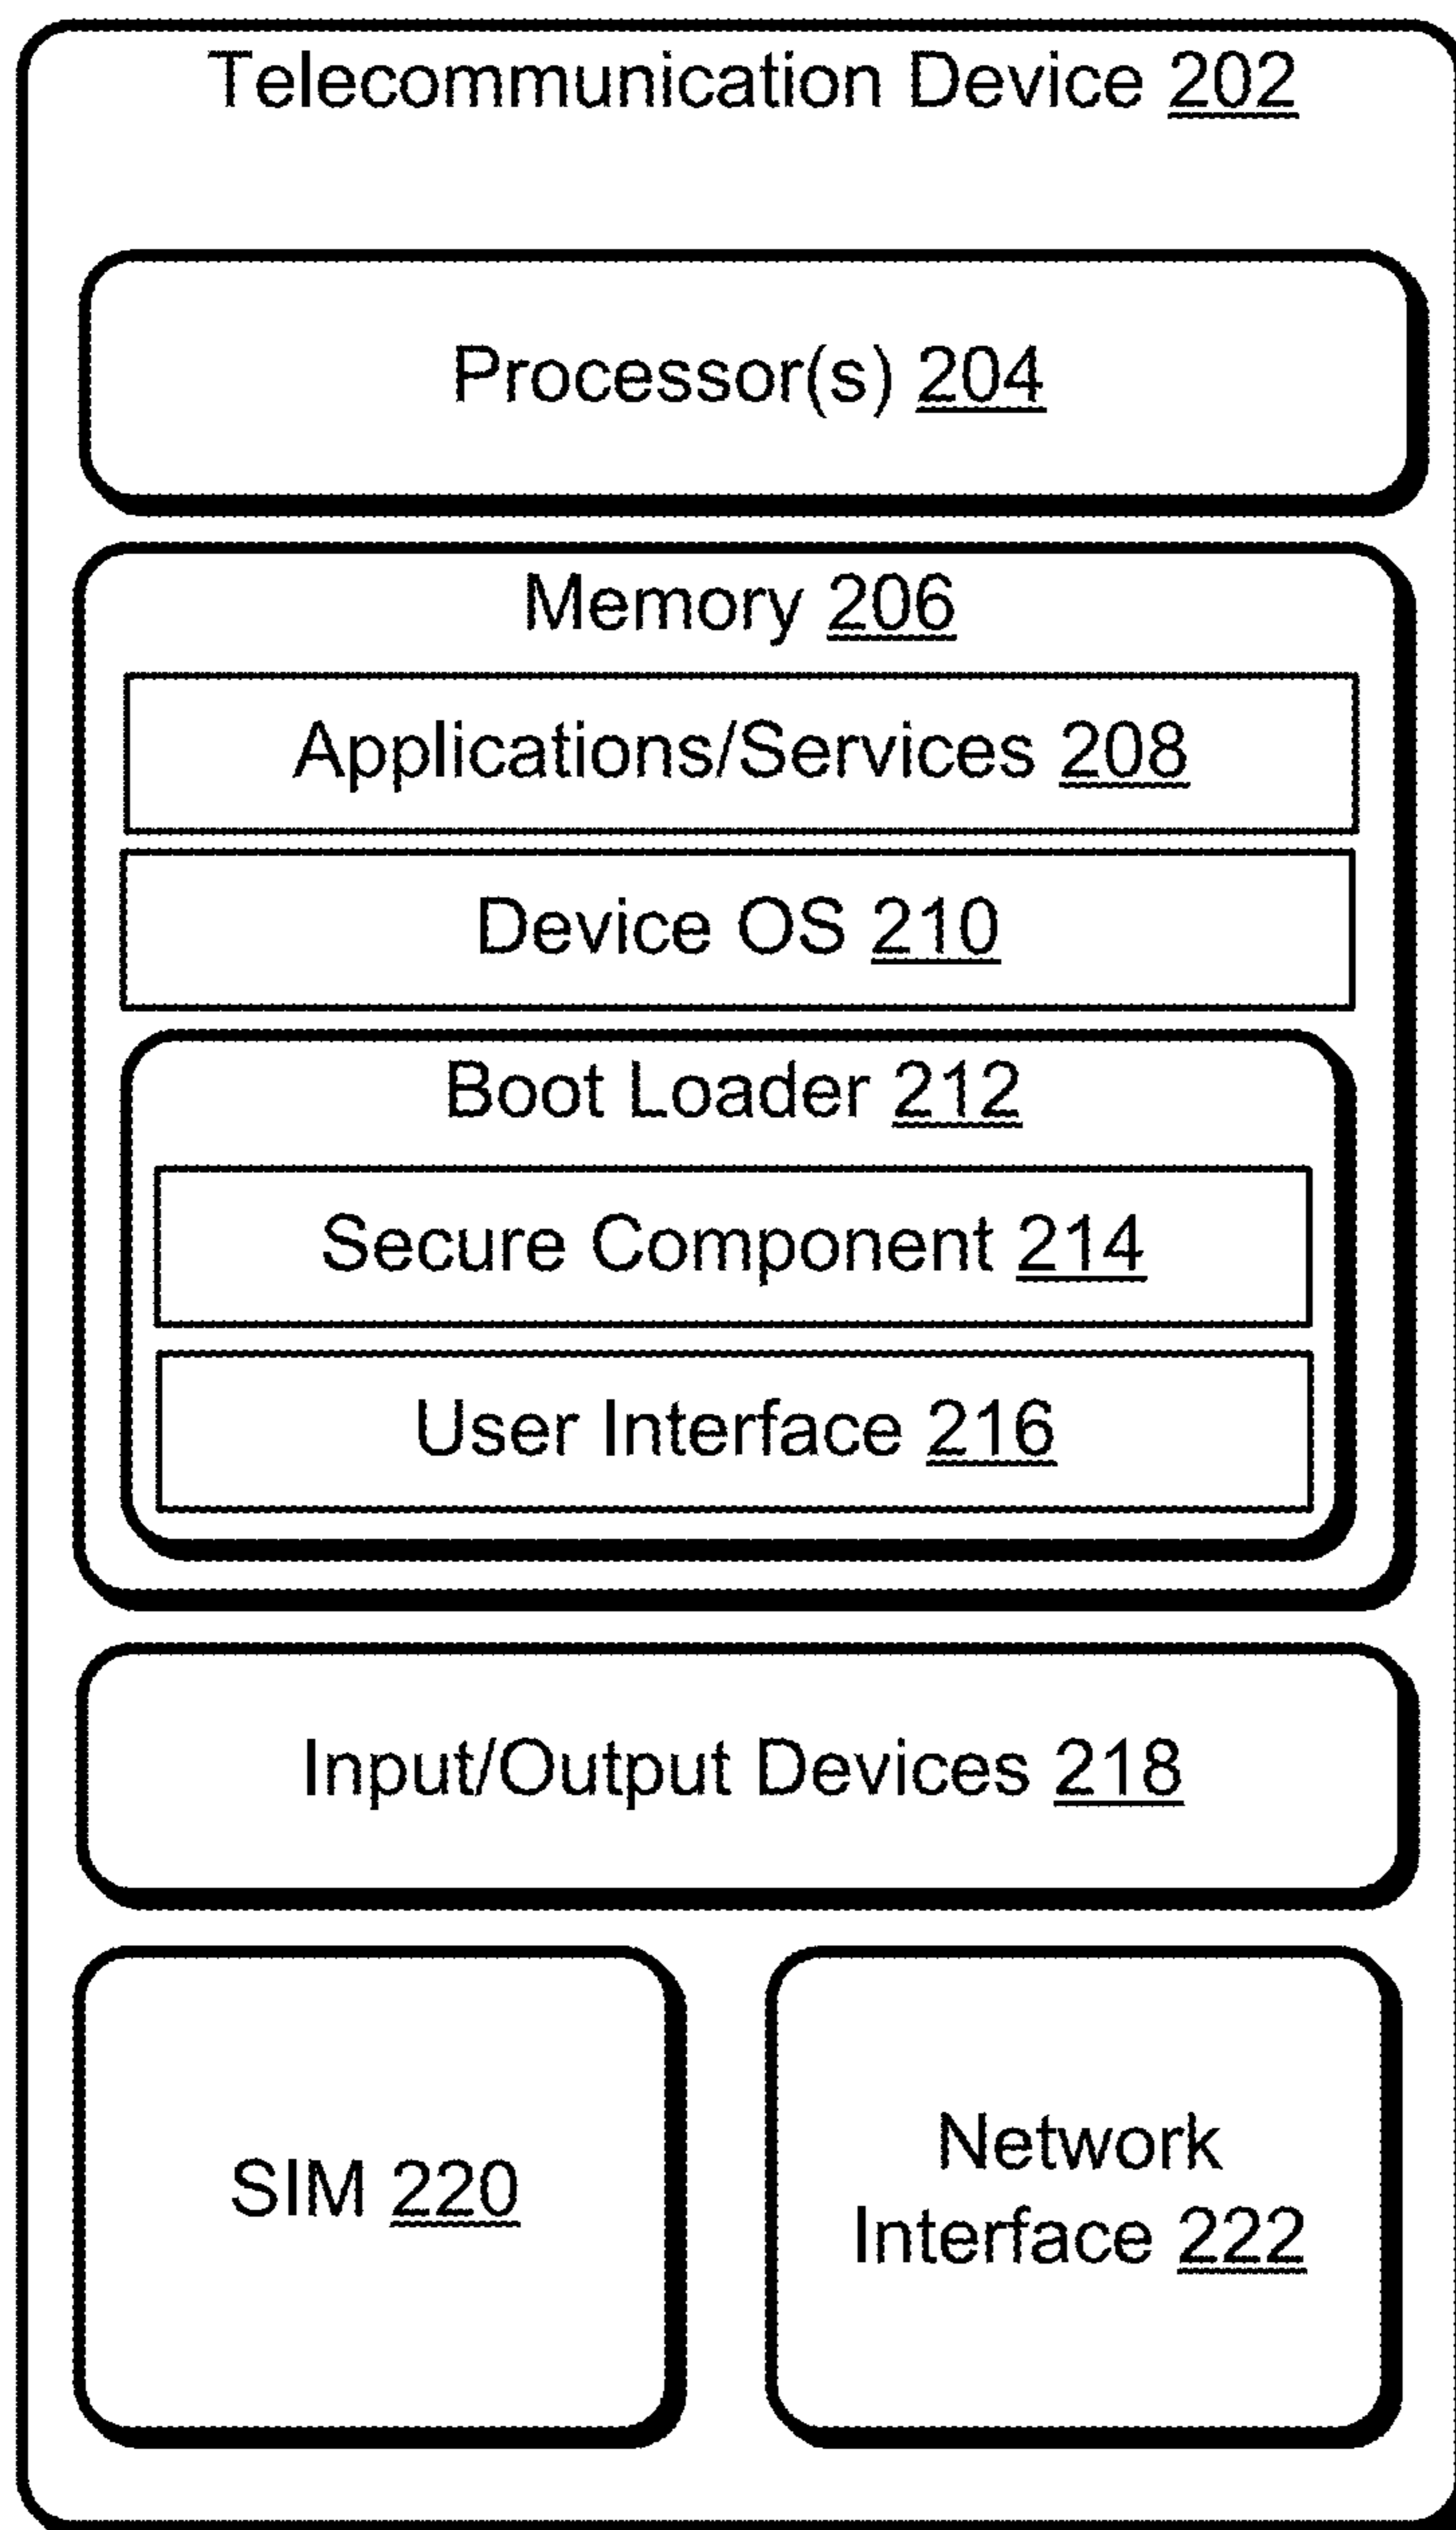 Telecommunication Device 202
Processor(s) 204
Memory 206
Applications/Services 208
Device OS 210
Boot Loader 212
Secure Component 214
User Interface 216
Input/Output Devices 218
SIM 220
Network
Interface 222